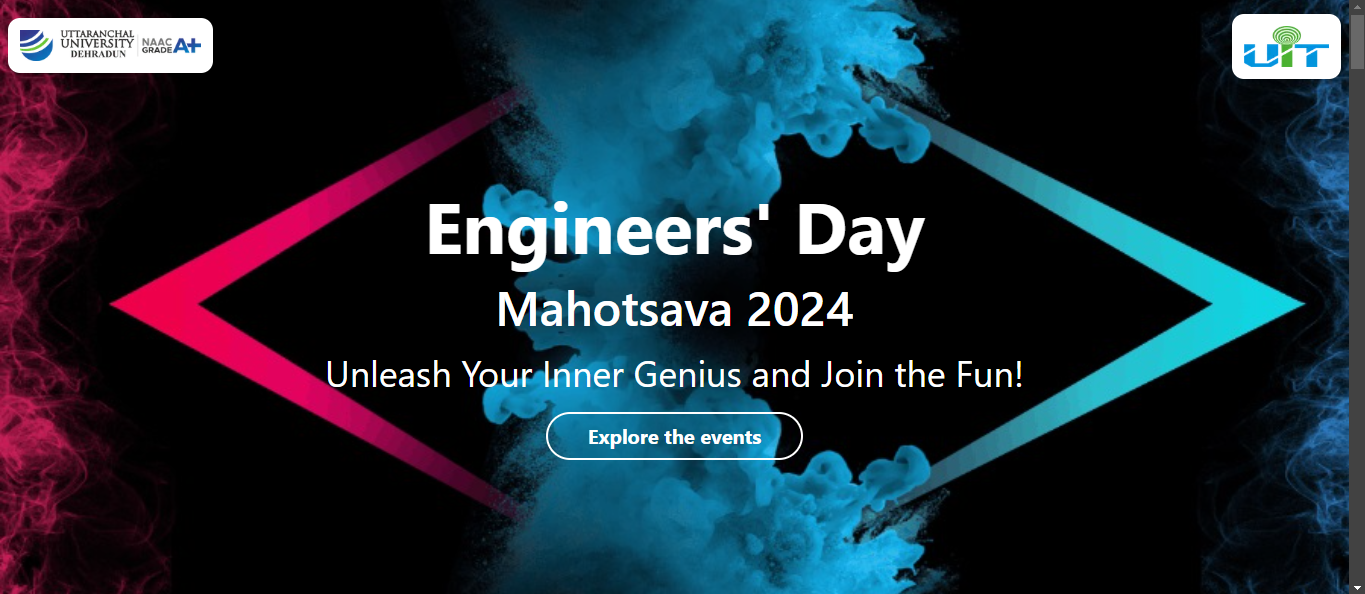 UTTARANCHAL
UNIVERSITY
DEHRADUN
NAAC
GRADE A+
UIT
Engineers' Day
Mahotsava 2024
Unleash Your Inner Genius and Join the Fun!
Explore the events